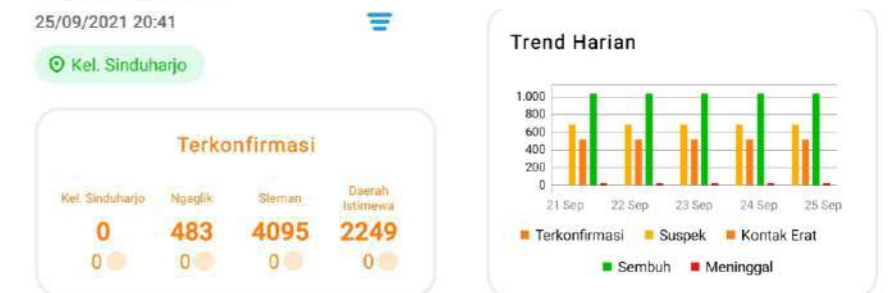 25/09/2021 20:41
Kel. Sinduharjo
Terkonfirmasi
Kel. Sinduharjo Ngaglik Sleman Daerah Istimewa
0 483 4095 2249
0 0 0 0
Trend Harian
1.000
800
600
400
200
0
21 Sep 22 Sep 23 Sep 24 Sep 25 Sep
Terkonfirmasi Suspek Kontak Erat
Sembuh Meninggal